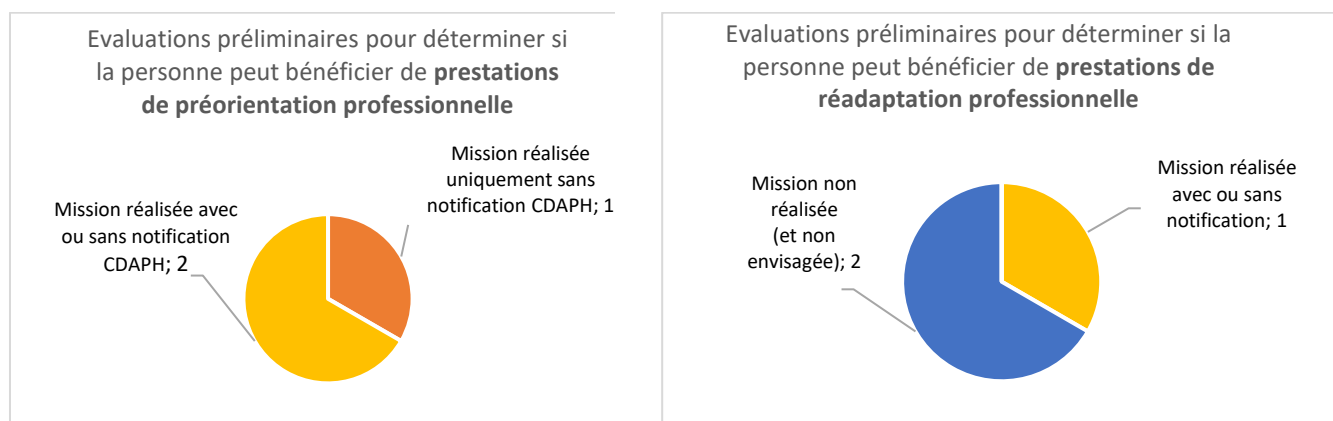 Evaluations préliminaires pour déterminer si
la personne peut bénéficier de prestations
de préorientation professionnelle
Mission réalisée
uniquement sans
notification CDAPH; 1
Mission réalisée avec
ou sans notification
CDAPH; 2
Evaluations préliminaires pour déterminer si la
personne peut bénéficier de prestations de
réadaptation professionnelle
Mission non
réalisée
(et non
envisagée); 2
Mission réalisée
avec ou sans
notification; 1